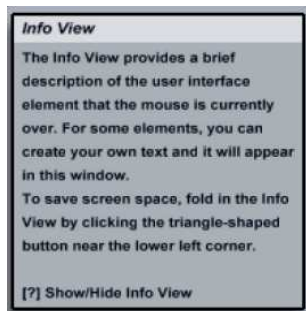 Info View
The Info View provides a brief
description of the user interface
element that the mouse is currently
over. For some elements, you can
create your own text and it will appear
in this window.
To save screen space, fold in the Info
View by clicking the triangle-shaped
button near the lower left corner.
[?] Show/Hide Info View